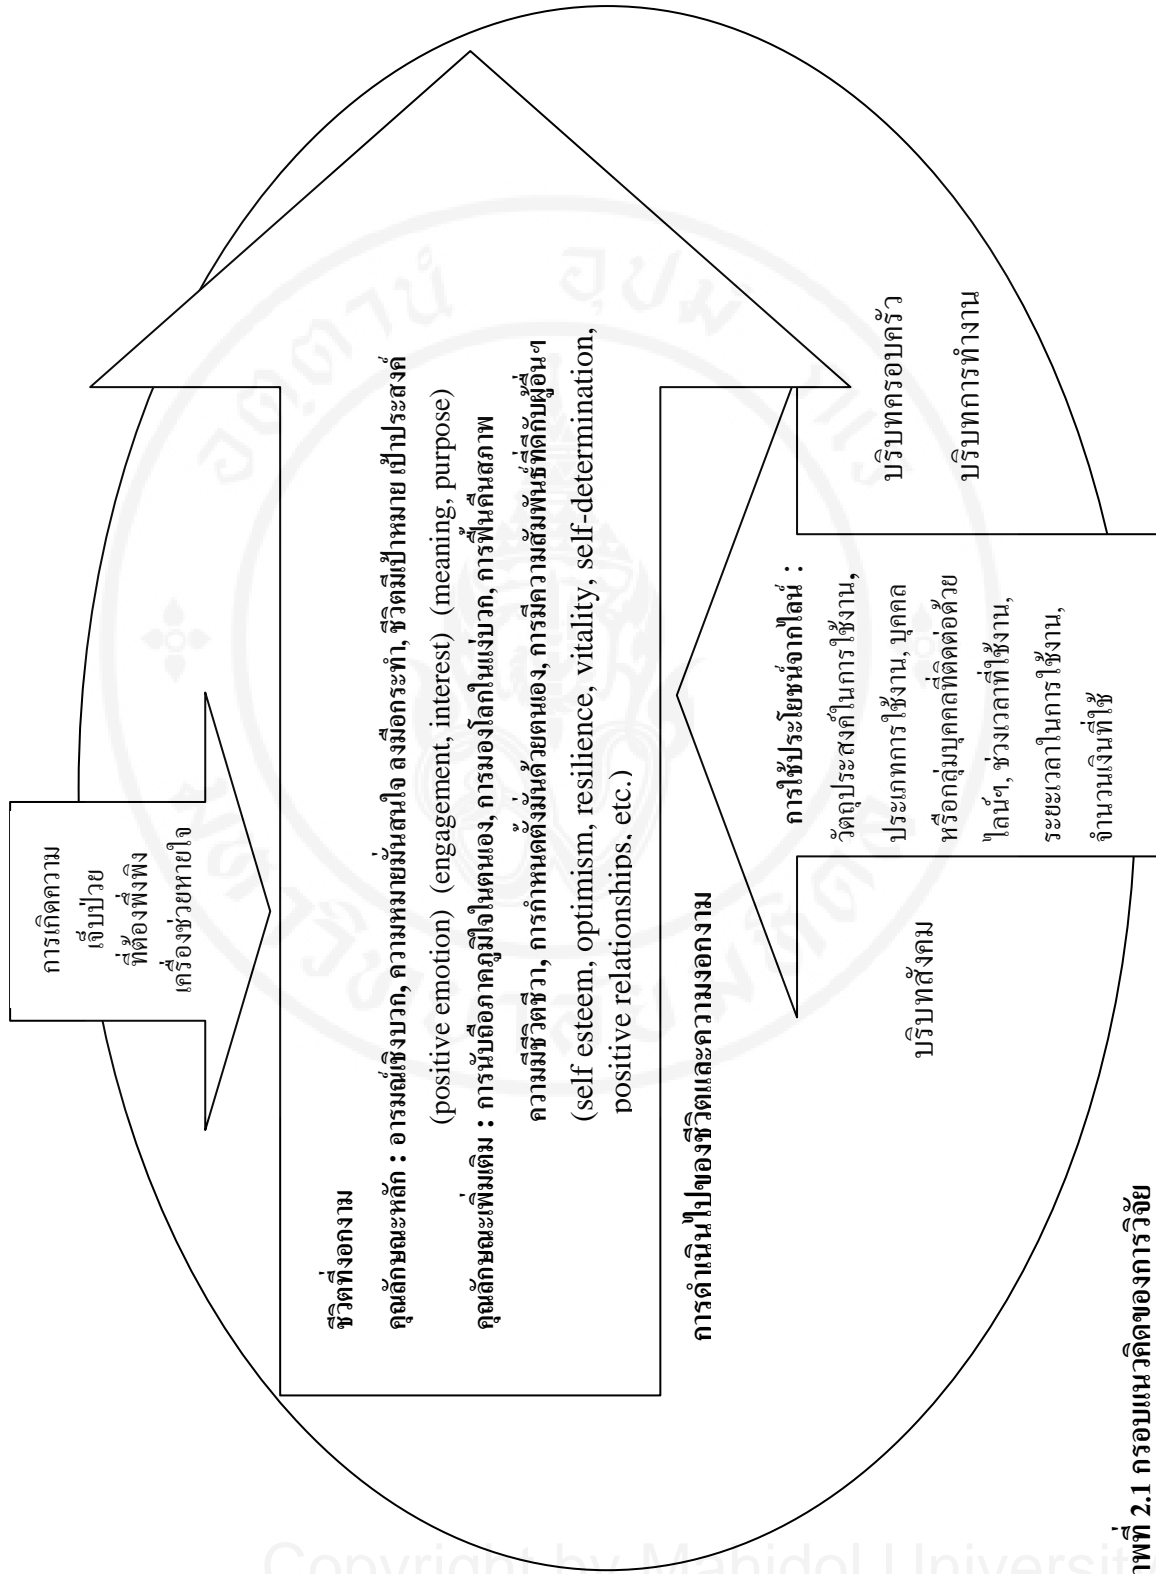 การเกิดความ
เจ็บป่วย
ที่ต้องพึ่งพิง
เครื่องช่วยหายใจ
ชีวิตที่งอกงาม
คุณลักษณะหลัก : อารมณ์เชิงบวก, ความหมายมั่นสนใจ ลงมือกระทำ, ชีวิตมีเป้าหมาย เป้าประสงค์
(positive emotion) (engagement, interest) (meaning, purpose)
คุณลักษณะเพิ่มเติม : การนับถือภาคภูมิใจในตนเอง, การมองโลกในแง่บวก, การฟื้นคืนสภาพ
ความมีชีวิตชีวา, การกำหนดตั้งมั่นด้วยตนเอง, การมีความสัมพันธ์ที่ดีกับผู้อื่นฯ
(self esteem, optimism, resilience, vitality, self-determination,
positive relationships, etc.)
การดำเนินไปของชีวิตและความงอกงาม
การใช้ประโยชน์จากไลน์ :
วัตถุประสงค์ในการใช้งาน,
ประเภทการใช้งาน, บุคคล
หรือกลุ่มบุคคลที่ติดต่อด้วย
ไลน์ฯ, ช่วงเวลาที่ใช้งาน,
ระยะเวลาในการใช้งาน,
จำนวนเงินที่ใช้
บริบทครอบครัว
บริบทการทำงาน
บริบทสังคม
าพที่ 2.1 กรอบแนวคิดของการวิจัย
Copyright by Mahidol Universit